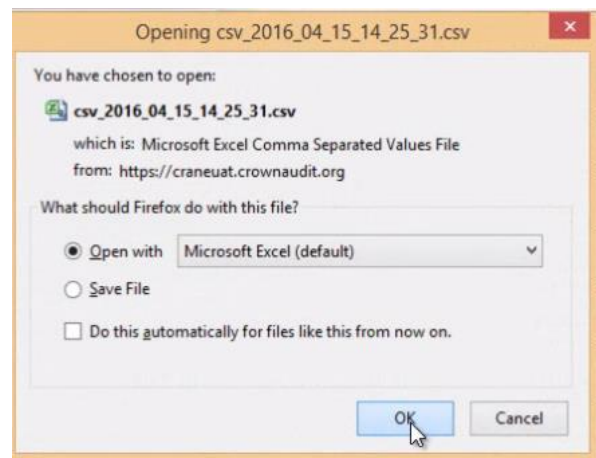 Opening csv_2016_04_15_14_25_31.csv
You have chosen to open:
csv_2016_04_15_14_25_31.csv
which is: Microsoft Excel Comma Separated Values File
from: https://craneuat.crownaudit.org
What should Firefox do with this file?
Open with Microsoft Excel (default)
Save File
Do this automatically for files like this from now on.
OK Cancel